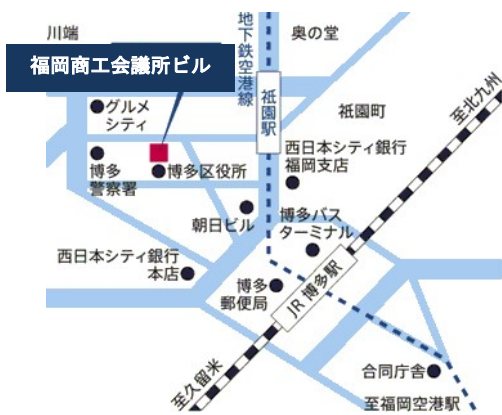 川端
地下鉄空港線
奥の堂
福岡商工会議所ビル
祇園駅
至北九州
グルメ
シティ
祇園町
西日本シティ銀行
福岡支店
博多
警察署
博多区役所
朝日ビル
博多バス
ターミナル
西日本シティ銀行
本店
博多
郵便局
JR 博多駅
至久留米
合同庁舎
至福岡空港駅